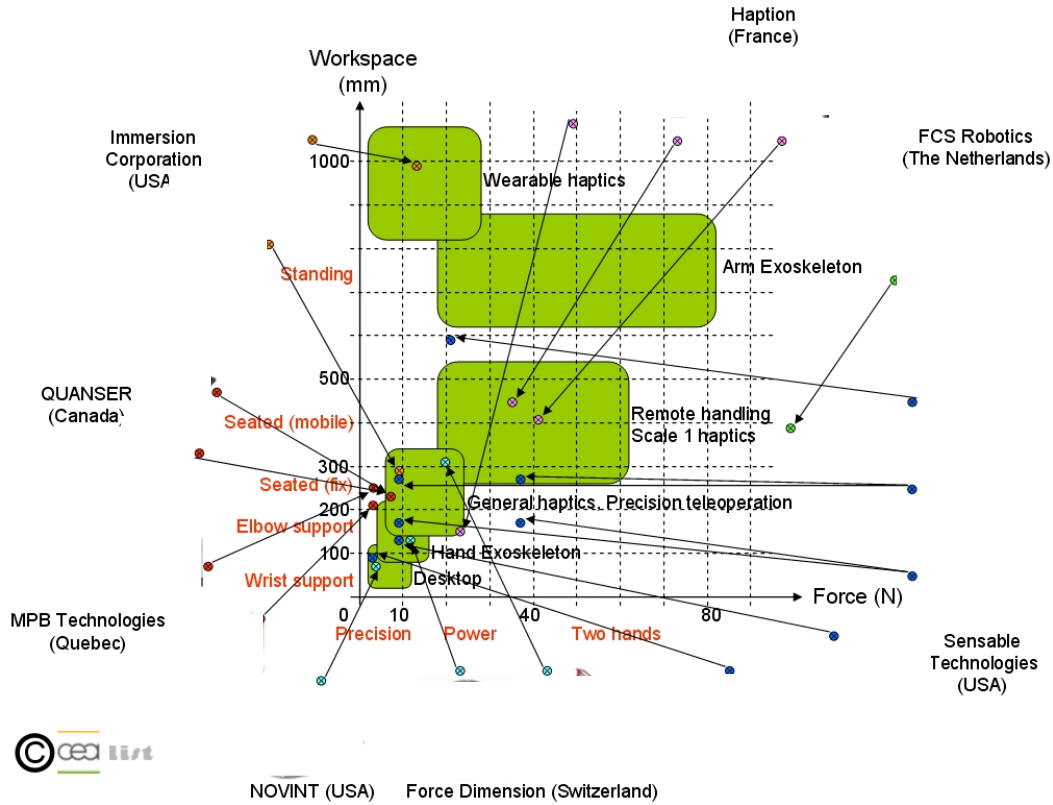 Haption
(France)
Workspace
(mm)
Immersion
Corporation
(USA
FCS Robotics
(The Netherlands)
1000
Wearable haptics
Standing
Arm Exoskeleton
500
QUANSER
(Canada)
Seated (mobile)
Remote handling
Scale 1 haptics
300
Seated (fix)
General haptics, Precision teleoperation
200
Elbow support
100
Hand Exoskeleton
Wrist support
Desktop
Force (N)
0
10
40
80
MPB Technologies
(Quebec)
Precision
Power
Two hands
Sensable
Technologies
(USA)
© cea list
NOVINT (USA)
Force Dimension (Switzerland)